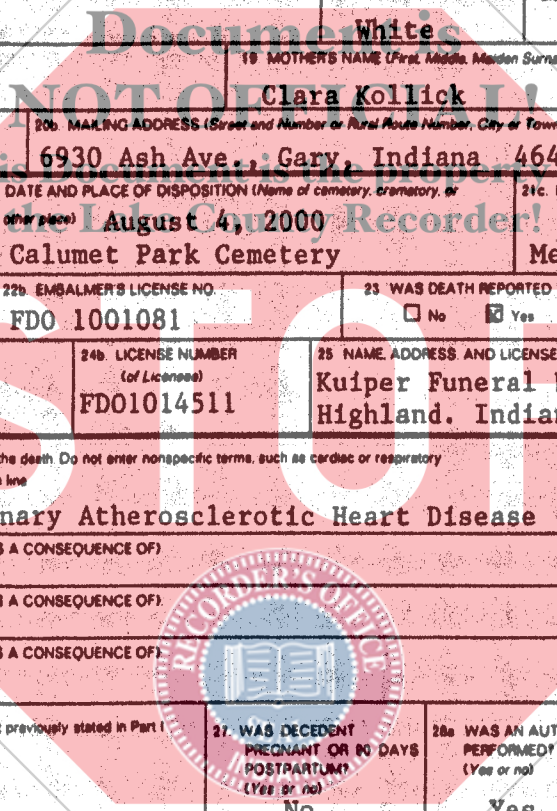 Document is
White
19 MOTHER'S NAME (First, Middle, Maiden Surna
NOT OFFICIAL!
Clara Kollick
20b. MAILING ADDRESS (Street and Number or Rural Route Number, City or Town
6930 Ash Ave., Gary, Indiana 464
is Document is the property
DATE AND PLACE OF DISPOSITION (Name of cemetery, crematory, or
21c.
other place) August 4, 2000
the Lake County Recorder!
Calumet Park Cemetery
Me
22b. EMBALMER'S LICENSE NO.
23 WAS DEATH REPORTED
FDO 1001081
No Yes
24b. LICENSE NUMBER
(of Licensee)
25 NAME, ADDRESS, AND LICENSE
FD01014511
Kuiper Funeral
Highland. Indian
STOP
the death. Do not enter nonspecific terms, such as cardiac or respiratory
line
nary Atherosclerotic Heart Disease
S A CONSEQUENCE OF)
S A CONSEQUENCE OF)
S A CONSEQUENCE OF)
RECORDER'S OFFICE
previously stated in Part I
27. WAS DECEDENT
PREGNANT OR 90 DAYS
POSTPARTUM?
(Yes or no)
No
28a WAS AN AUT
PERFORMED?
(Yes or no)
Yes